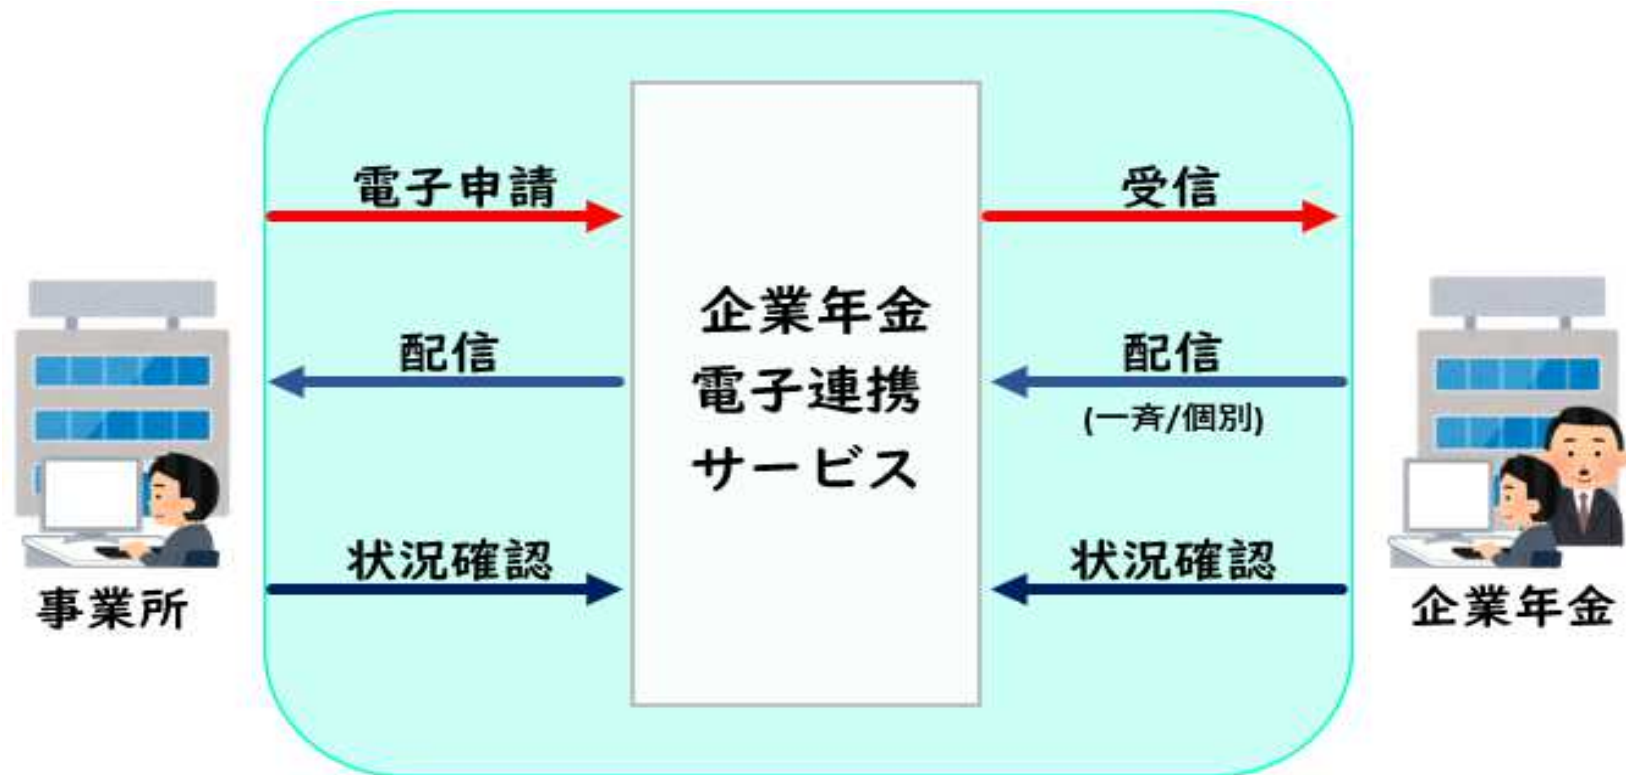 電子申請
受信
企業年金
電子連携
サービス
配信
配信
(一斉/個別)
状況確認
状況確認
事業所
企業年金